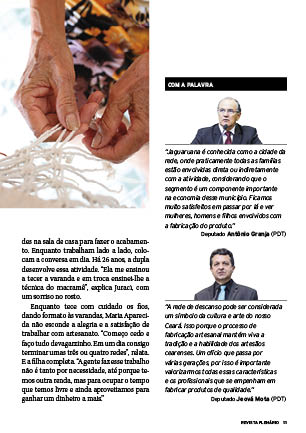 COM A PALAVRA
"Jaguaruana é conhecida como a cidade da
rede, onde praticamente todas as famílias
estão envolvidas direta ou indiretamente
com a atividade, considerando que o
segmento é um componente importante
na economia desse município. Ficamos
muito satisfeitos em passar por lá e ver
mulheres, homens e filhos envolvidos com
a fabricação do produto."
Deputado Antônio Granja (PDT)
"A rede de descanso pode ser considerada
um símbolo da cultura e arte do nosso
Ceará. Isso porque o processo de
fabricação artesanal mantém viva a
tradição e a habilidade dos artesãos
cearenses. Um ofício que passa por
várias gerações, por isso é importante
valorizarmos todas essas características
e os profissionais que se empenham em
fabricar produtos de qualidade."
Deputado Jeová Mota (PDT)
des na sala de casa para fazer o acabamen-
to. Enquanto trabalham lado a lado, colo-
cam a conversa em dia. Há 26 anos, a dupla
desenvolve essa atividade. "Ela me ensinou
a tecer a varanda e em troca ensinei-lhe a
técnica do macramê", explica Juraci, com
um sorriso no rosto.
Enquanto tece com cuidado os fios,
dando formato às varandas, Maria Apareci-
da não esconde a alegria e a satisfação de
trabalhar com artesanato. "Começo cedo e
faço tudo devagarzinho. Em um dia consigo
terminar umas três ou quatro redes", relata.
E a filha completa. "A gente faz esse trabalho
não é tanto por necessidade, até porque te-
mos outra renda, mas para ocupar o tempo
que temos livre e ainda aproveitamos para
ganhar um dinheiro a mais."
REVISTA PLENÁRIO 11